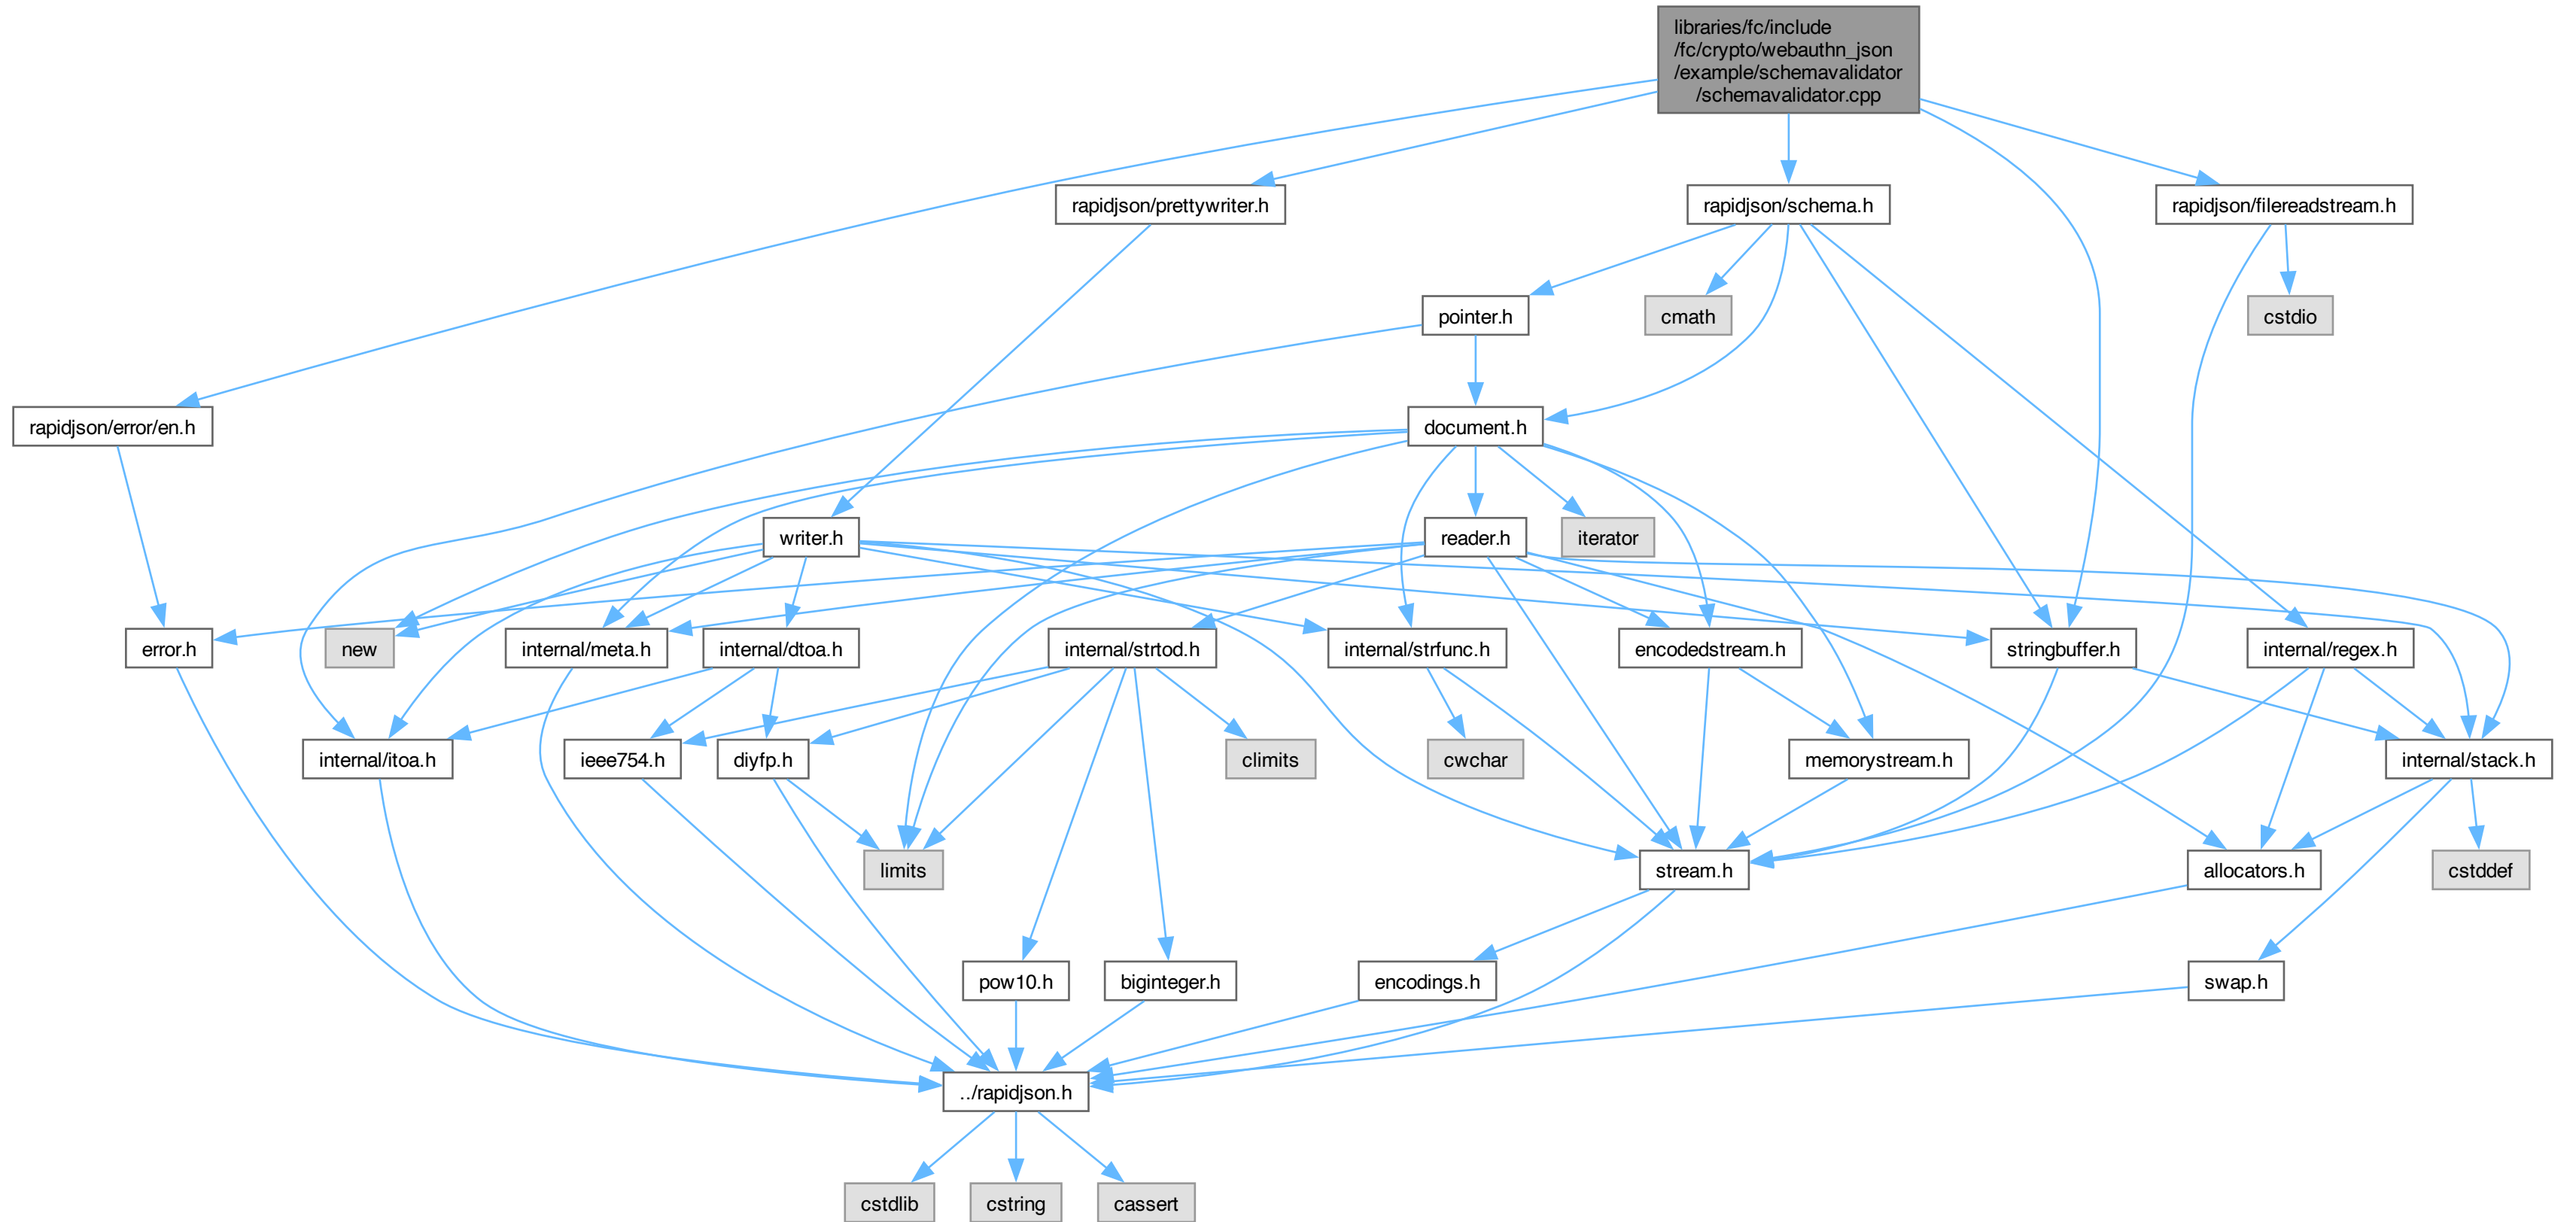 libraries/fc/include
/fc/crypto/webauthn_json
/example/schemavalidator
/schemavalidator.cpp
rapidjson/prettywriter.h
rapidjson/schema.h
rapidjson/filereadstream.h
pointer.h
cmath
cstdio
rapidjson/error/en.h
document.h
writer.h
reader.h
iterator
error.h
new
internal/meta.h
internal/dtoa.h
internal/strtod.h
internal/strfunc.h
encodedstream.h
stringbuffer.h
internal/regex.h
internal/itoa.h
ieee754.h
diyfp.h
climits
cwchar
memorystream.h
internal/stack.h
limits
stream.h
allocators.h
cstddef
pow10.h
biginteger.h
encodings.h
swap.h
../rapidjson.h
cstdlib
cstring
cassert